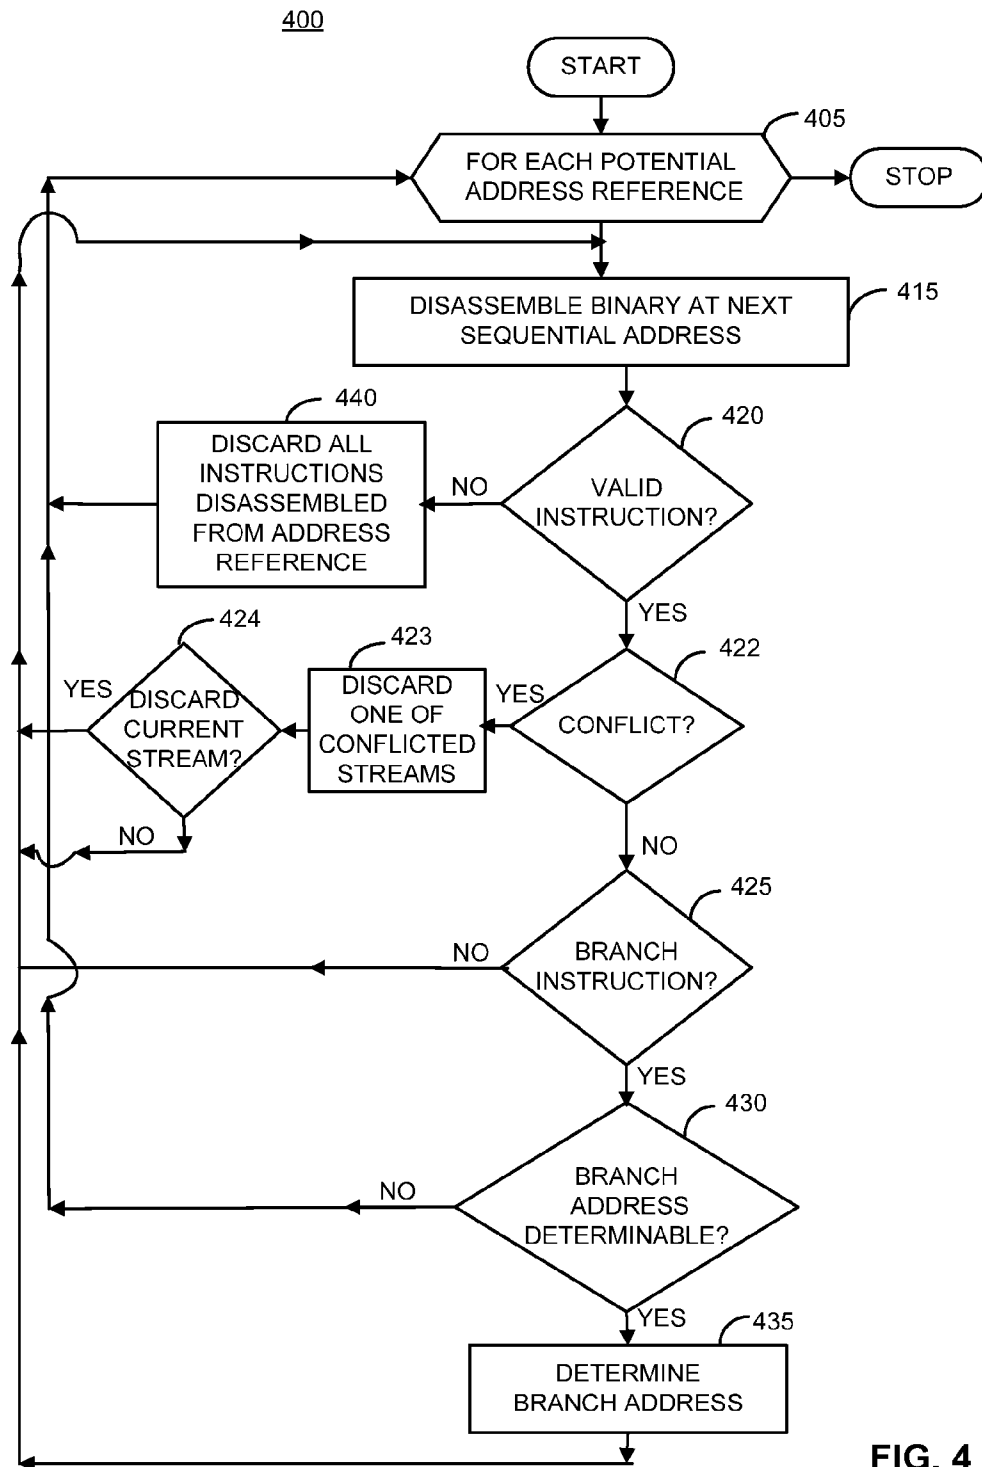 400
START
405
FOR EACH POTENTIAL
ADDRESS REFERENCE
STOP
DISASSEMBLE BINARY AT NEXT
SEQUENTIAL ADDRESS
415
440
DISCARD ALL
INSTRUCTIONS
DISASSEMBLED
FROM ADDRESS
REFERENCE
NO
420
VALID
INSTRUCTION?
YES
424
YES
DISCARD
CURRENT
STREAM?
NO
423
DISCARD
ONE OF
CONFLICTED
STREAMS
YES
422
CONFLICT?
NO
425
NO
BRANCH
INSTRUCTION?
YES
430
NO
BRANCH
ADDRESS
DETERMINABLE?
YES
435
DETERMINE
BRANCH ADDRESS
FIG. 4